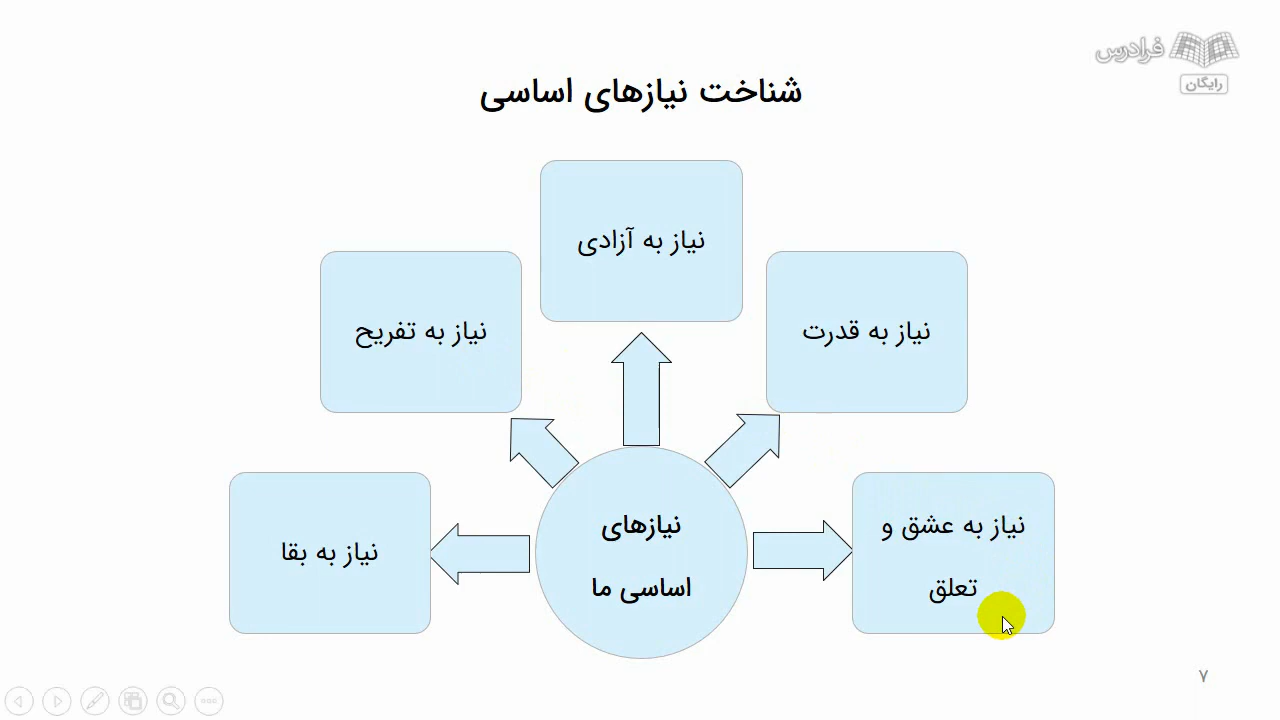 فرادرس
رایگان
شناخت نیازهای اساسی
نیاز به آزادی
نیاز به قدرت
نیاز به تفریح
نیاز به عشق و
تعلق
نیازهای
اساسی ما
نیاز به بقا
۷